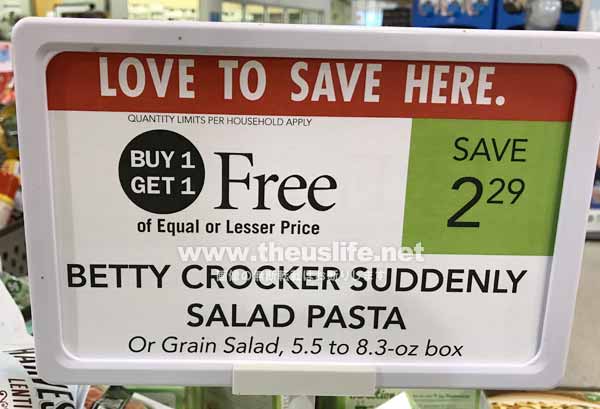 LOVE TO SAVE HERE.
QUANTITY LIMITS PER HOUSEHOLD APPLY
BUY 1
GET 1
Free
of Equal or Lesser Price
SAVE
2 29
www.theuslife.net
BETTY CROCKER SUDDENLY
SALAD PASTA
Or Grain Salad, 5.5 to 8.3-oz box